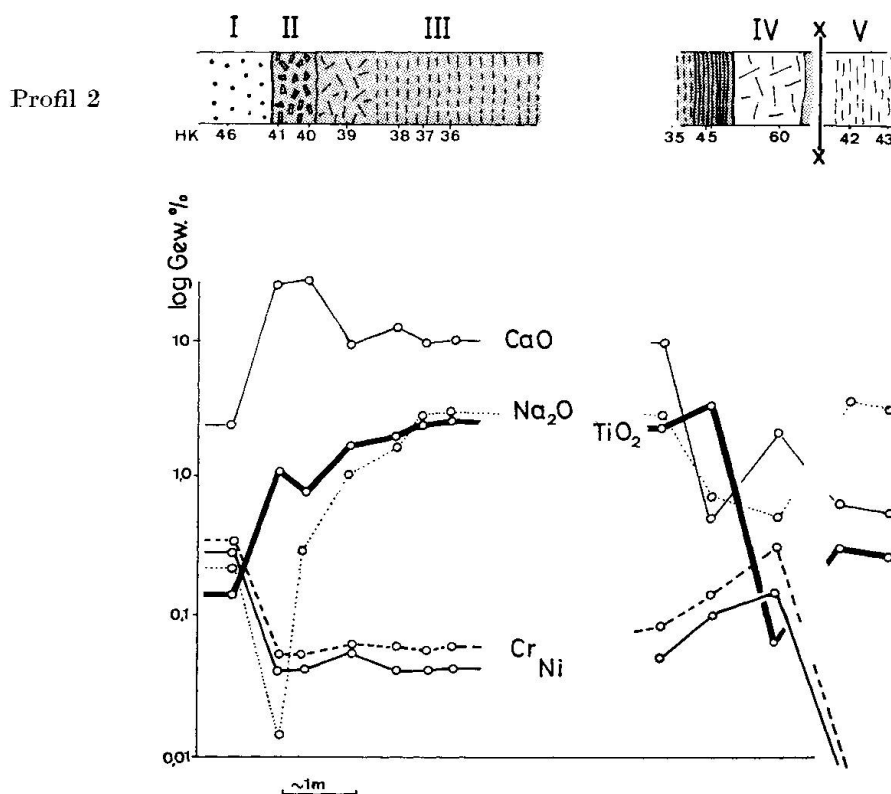 I II III IV X V
Profil 2
HK 46 41 40 39 38 37 36 35 45 60 X 42 43
log Gew. %
10
CaO
Na₂O
TiO₂
1,0
0,1
Cr
Ni
0,01
~1m